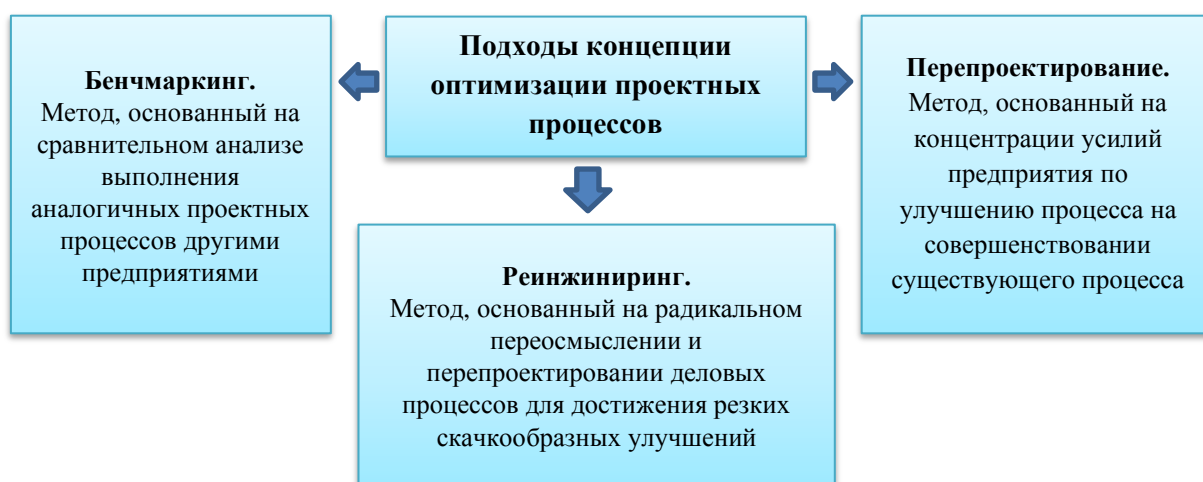 Подходы концепции
оптимизации проектных
процессов
Бенчмаркинг.
Метод, основанный на
сравнительном анализе
выполнения
аналогичных проектных
процессов другими
предприятиями
Реинжиниринг.
Метод, основанный на радикальном
переосмыслении и
перепроектировании деловых
процессов для достижения резких
скачкообразных улучшений
Перепроектирование.
Метод, основанный на
концентрации усилий
предприятия по
улучшению процесса на
совершенствовании
существующего процесса